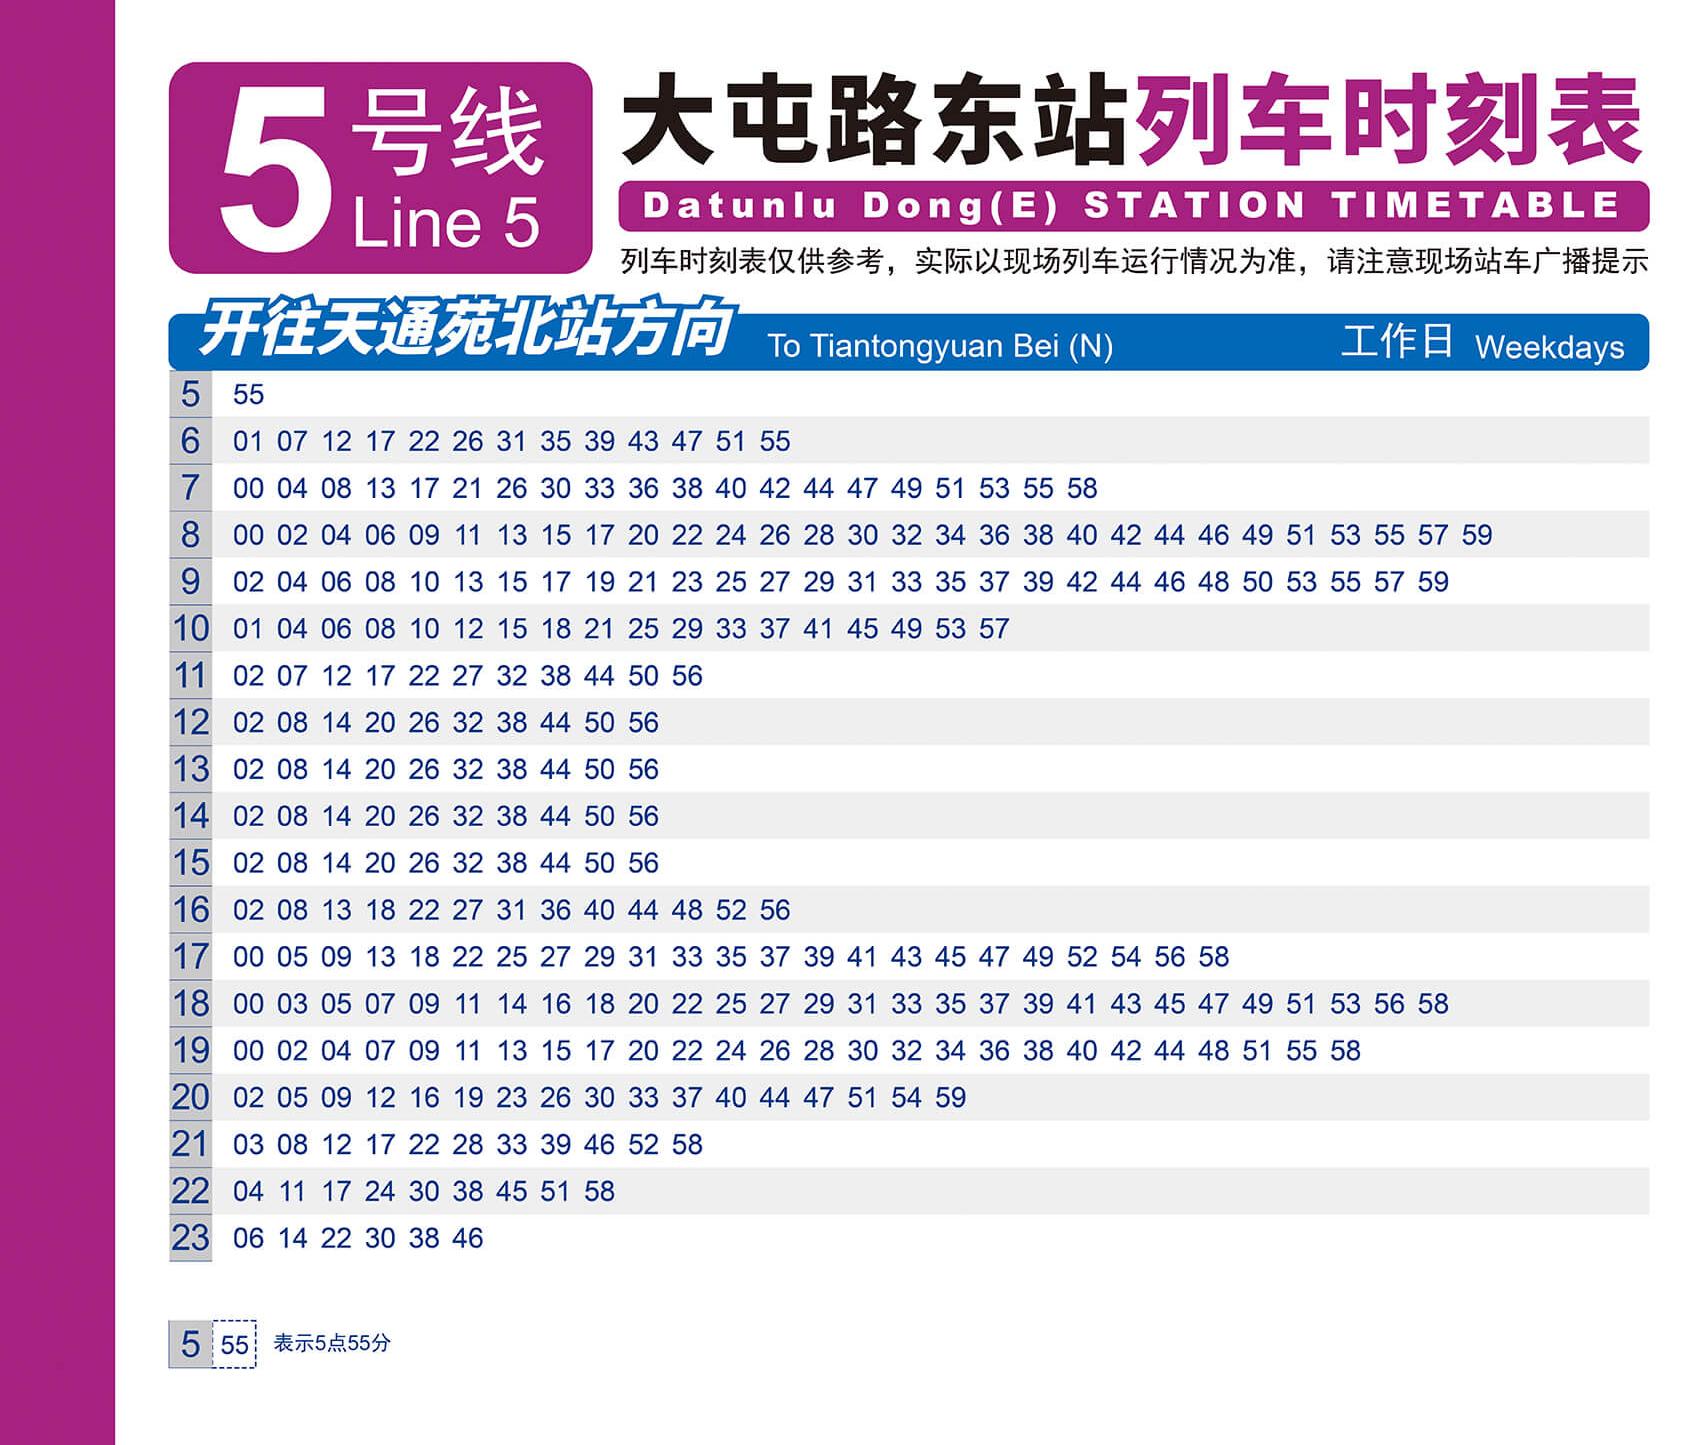 5号线
Line 5
大屯路东站列车时刻表
Datunlu Dong(E) STATION TIMETABLE
列车时刻表仅供参考，实际以现场列车运行情况为准，请注意现场站车广播提示
开往天通苑北站方向 To Tiantongyuan Bei (N) 工作日 Weekdays
5 55
6 01 07 12 17 22 26 31 35 39 43 47 51 55
7 00 04 08 13 17 21 26 30 33 36 38 40 42 44 47 49 51 53 55 58
8 00 02 04 06 09 11 13 15 17 20 22 24 26 28 30 32 34 36 38 40 42 44 46 49 51 53 55 57 59
9 02 04 06 08 10 13 15 17 19 21 23 25 27 29 31 33 35 37 39 42 44 46 48 50 53 55 57 59
10 01 04 06 08 10 12 15 18 21 25 29 33 37 41 45 49 53 57
11 02 07 12 17 22 27 32 38 44 50 56
12 02 08 14 20 26 32 38 44 50 56
13 02 08 14 20 26 32 38 44 50 56
14 02 08 14 20 26 32 38 44 50 56
15 02 08 14 20 26 32 38 44 50 56
16 02 08 13 18 22 27 31 36 40 44 48 52 56
17 00 05 09 13 18 22 25 27 29 31 33 35 37 39 41 43 45 47 49 52 54 56 58
18 00 03 05 07 09 11 14 16 18 20 22 25 27 29 31 33 35 37 39 41 43 45 47 49 51 53 56 58
19 00 02 04 07 09 11 13 15 17 20 22 24 26 28 30 32 34 36 38 40 42 44 48 51 55 58
20 02 05 09 12 16 19 23 26 30 33 37 40 44 47 51 54 59
21 03 08 12 17 22 28 33 39 46 52 58
22 04 11 17 24 30 38 45 51 58
23 06 14 22 30 38 46
5 55 表示5点55分